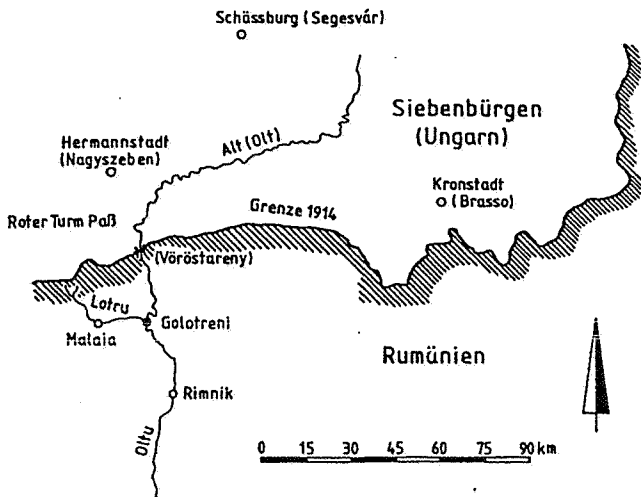 Schässburg (Segesvár)
Siebenbürgen
(Ungarn)
Hermannstadt
(Nagyszeben)
Alt (Olt)
Kronstadt
(Brasso)
Roter Turm Paß
Grenze 1914
(Vöröstareny)
Lotru
Malaia
Golotreni
Rumänien
Rimnik
Oltu
0 15 30 45 60 75 90 km